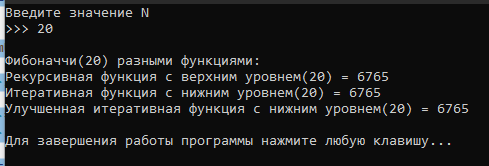 Введите значение N
>>> 20
Фибоначчи(20) разными функциями:
Рекурсивная функция с верхним уровнем(20) = 6765
Итеративная функция с нижним уровнем(20) = 6765
Улучшенная итеративная функция с нижним уровнем(20) = 6765
Для завершения работы программы нажмите любую клавишу...